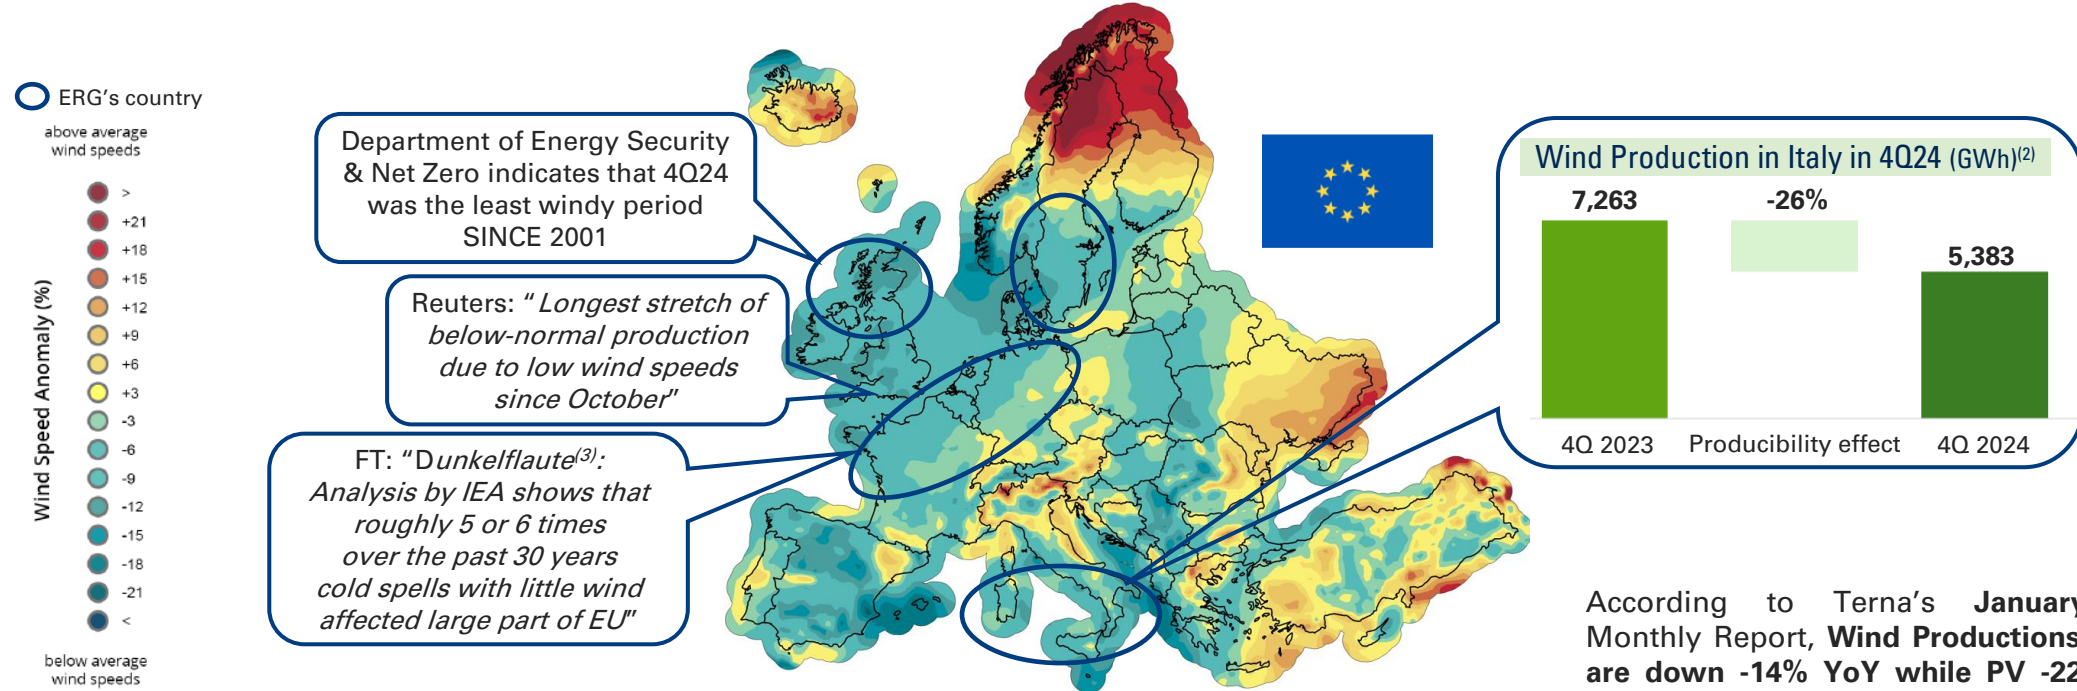 ERG's country
above average
wind speeds
Wind Speed Anomaly (%)
>
+21
+18
+15
+12
+9
+6
+3
-3
-6
-9
-12
-15
-18
-21
<
below average
wind speeds
Department of Energy Security
& Net Zero indicates that 4Q24
was the least windy period
SINCE 2001
Reuters: “Longest stretch of
below-normal production
due to low wind speeds
since October”
FT: “Dunkelflaute(3):
Analysis by IEA shows that
roughly 5 or 6 times
over the past 30 years
cold spells with little wind
affected large part of EU”
Wind Production in Italy in 4Q24 (GWh)(2)
7,263
-26%
5,383
4Q 2023
Producibility effect
4Q 2024
According to Terna's January
Monthly Report, Wind Productions
are down -14% YoY while PV -22